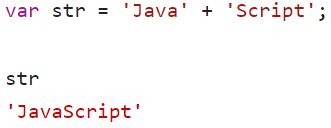 var str = 'Java' + 'Script';
str
'JavaScript'